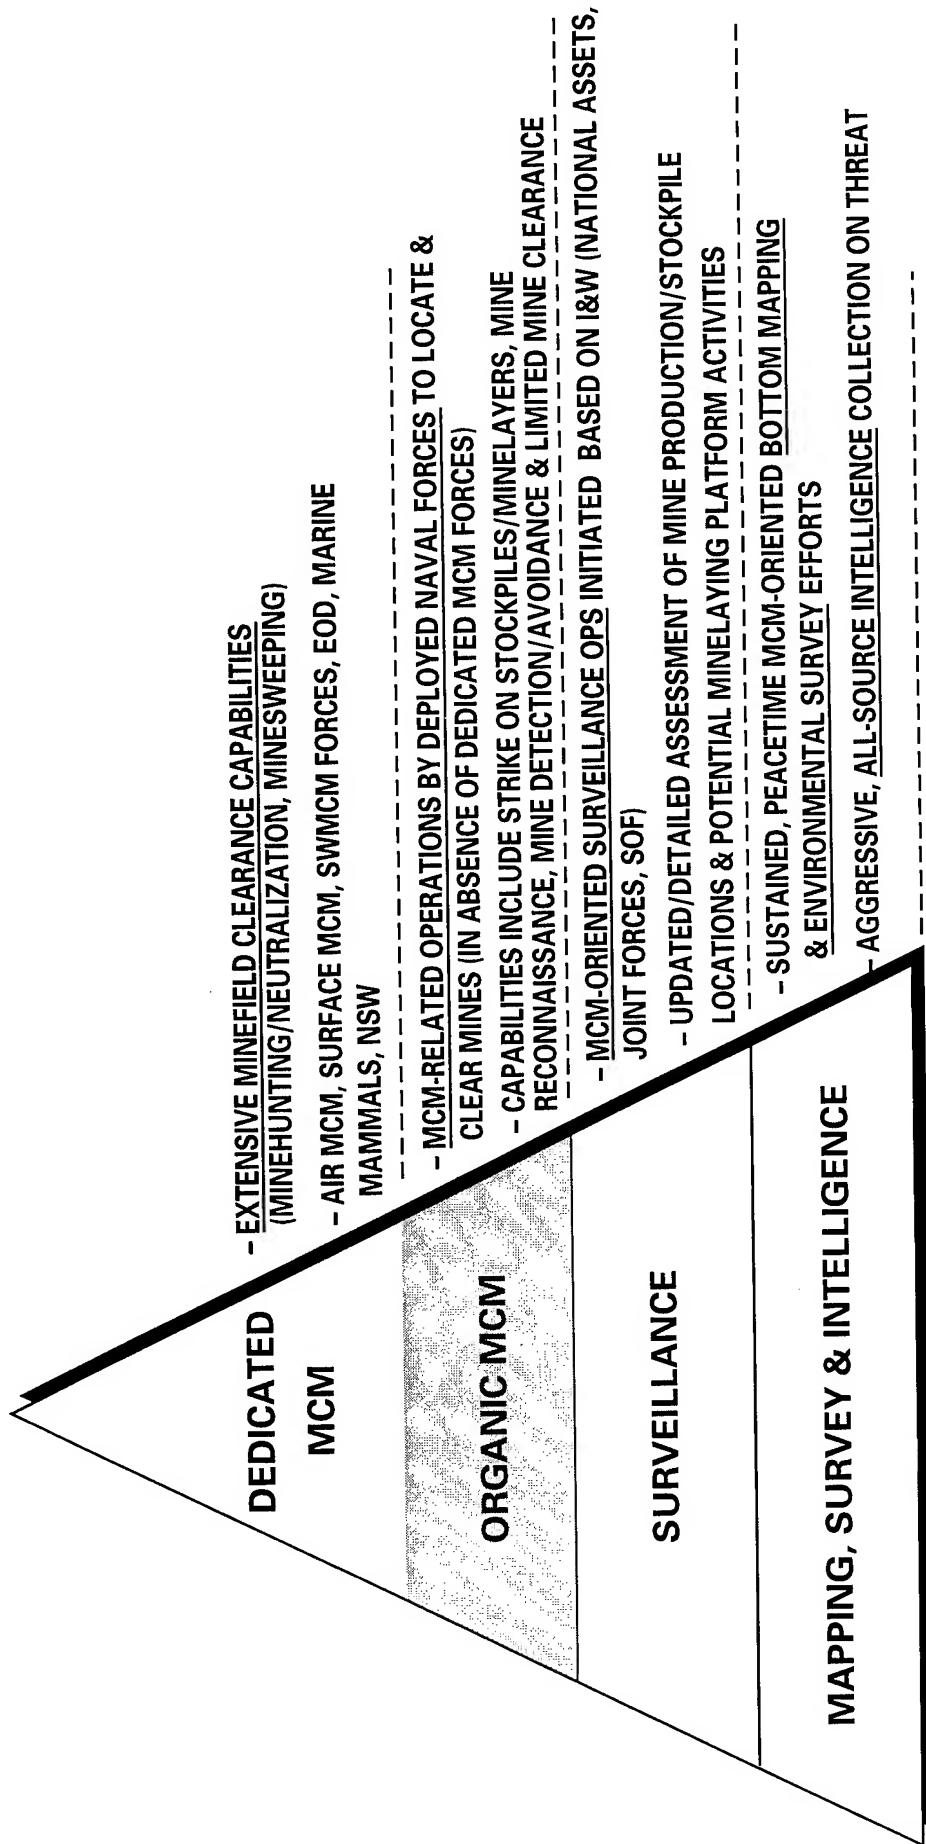 DEDICATED
MCM
– EXTENSIVE MINEFIELD CLEARANCE CAPABILITIES
(MINEHUNTING/NEUTRALIZATION, MINESWEEPING)
– AIR MCM, SURFACE MCM, SWMCM FORCES, EOD, MARINE
MAMMALS, NSW
ORGANIC MCM
– MCM-RELATED OPERATIONS BY DEPLOYED NAVAL FORCES TO LOCATE &
CLEAR MINES (IN ABSENCE OF DEDICATED MCM FORCES)
– CAPABILITIES INCLUDE STRIKE ON STOCKPILES/MINELAYERS, MINE
RECONNAISSANCE, MINE DETECTION/AVOIDANCE & LIMITED MINE CLEARANCE
SURVEILLANCE
– MCM-ORIENTED SURVEILLANCE OPS INITIATED BASED ON I&W (NATIONAL ASSETS,
JOINT FORCES, SOF)
– UPDATED/DETAILED ASSESSMENT OF MINE PRODUCTION/STOCKPILE
LOCATIONS & POTENTIAL MINELAYING PLATFORM ACTIVITIES
MAPPING, SURVEY & INTELLIGENCE
– SUSTAINED, PEACETIME MCM-ORIENTED BOTTOM MAPPING
& ENVIRONMENTAL SURVEY EFFORTS
– AGGRESSIVE, ALL-SOURCE INTELLIGENCE COLLECTION ON THREAT